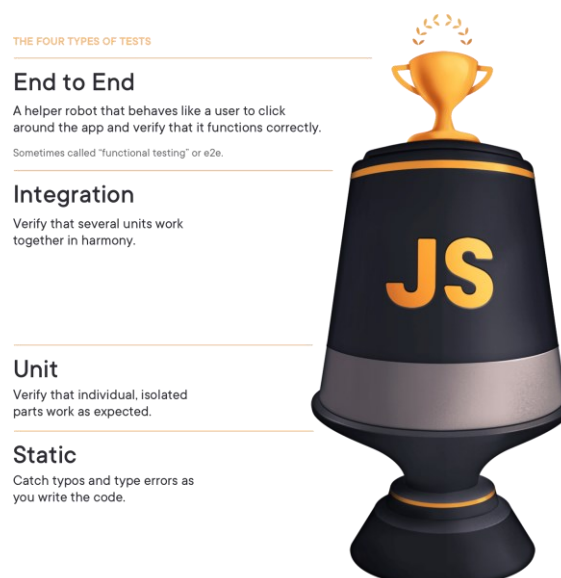 THE FOUR TYPES OF TESTS
End to End
A helper robot that behaves like a user to click
around the app and verify that it functions correctly.
Sometimes called “functional testing” or e2e.
Integration
Verify that several units work
together in harmony.
JS
Unit
Verify that individual, isolated
parts work as expected.
Static
Catch typos and type errors as
you write the code.